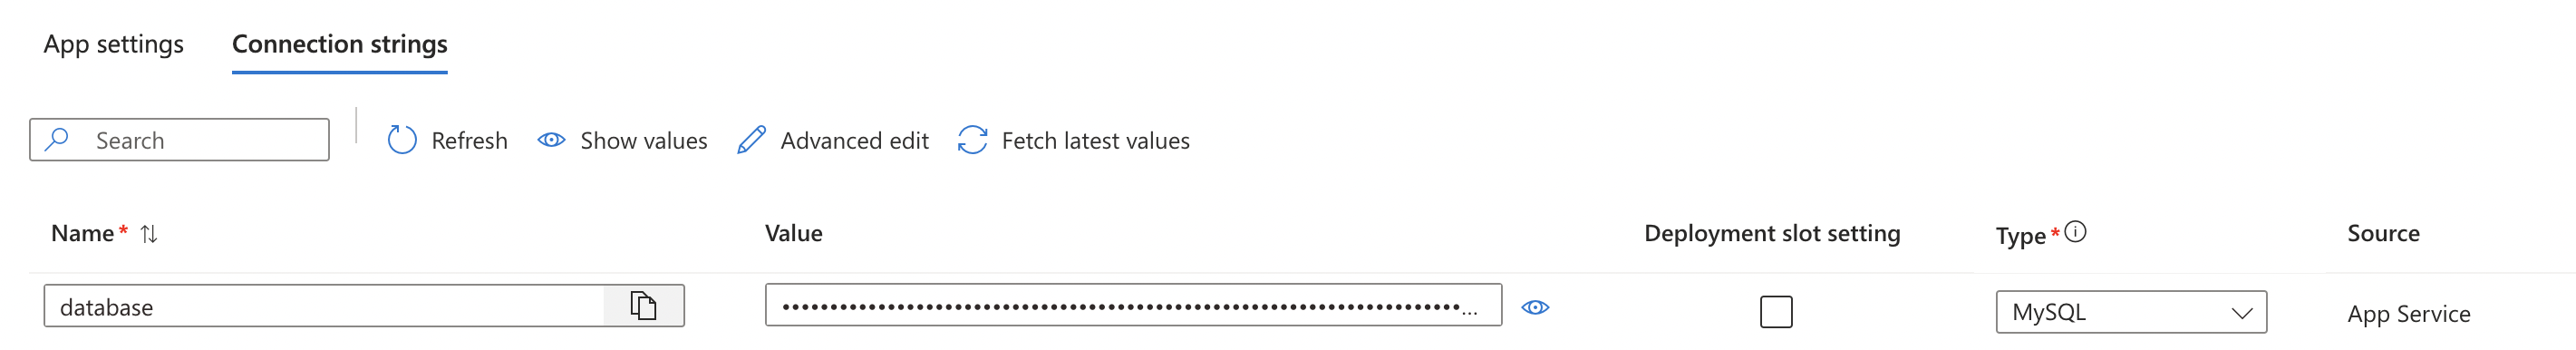 App settings Connection strings
Search Refresh Show values Advanced edit Fetch latest values
Name * Value Deployment slot setting Type * Source
database ••••••••••••••••••••••••••••••••••••••••••••••••••••••••••••••••••••••••... MySQL App Service